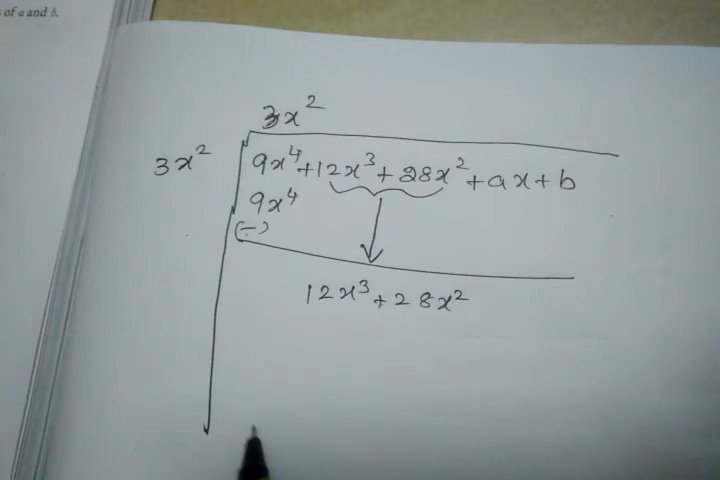 of a and b.
3x²
3x²
9x⁴+12x³+28x²+ax+b
9x⁴
(-)
12x³+28x²